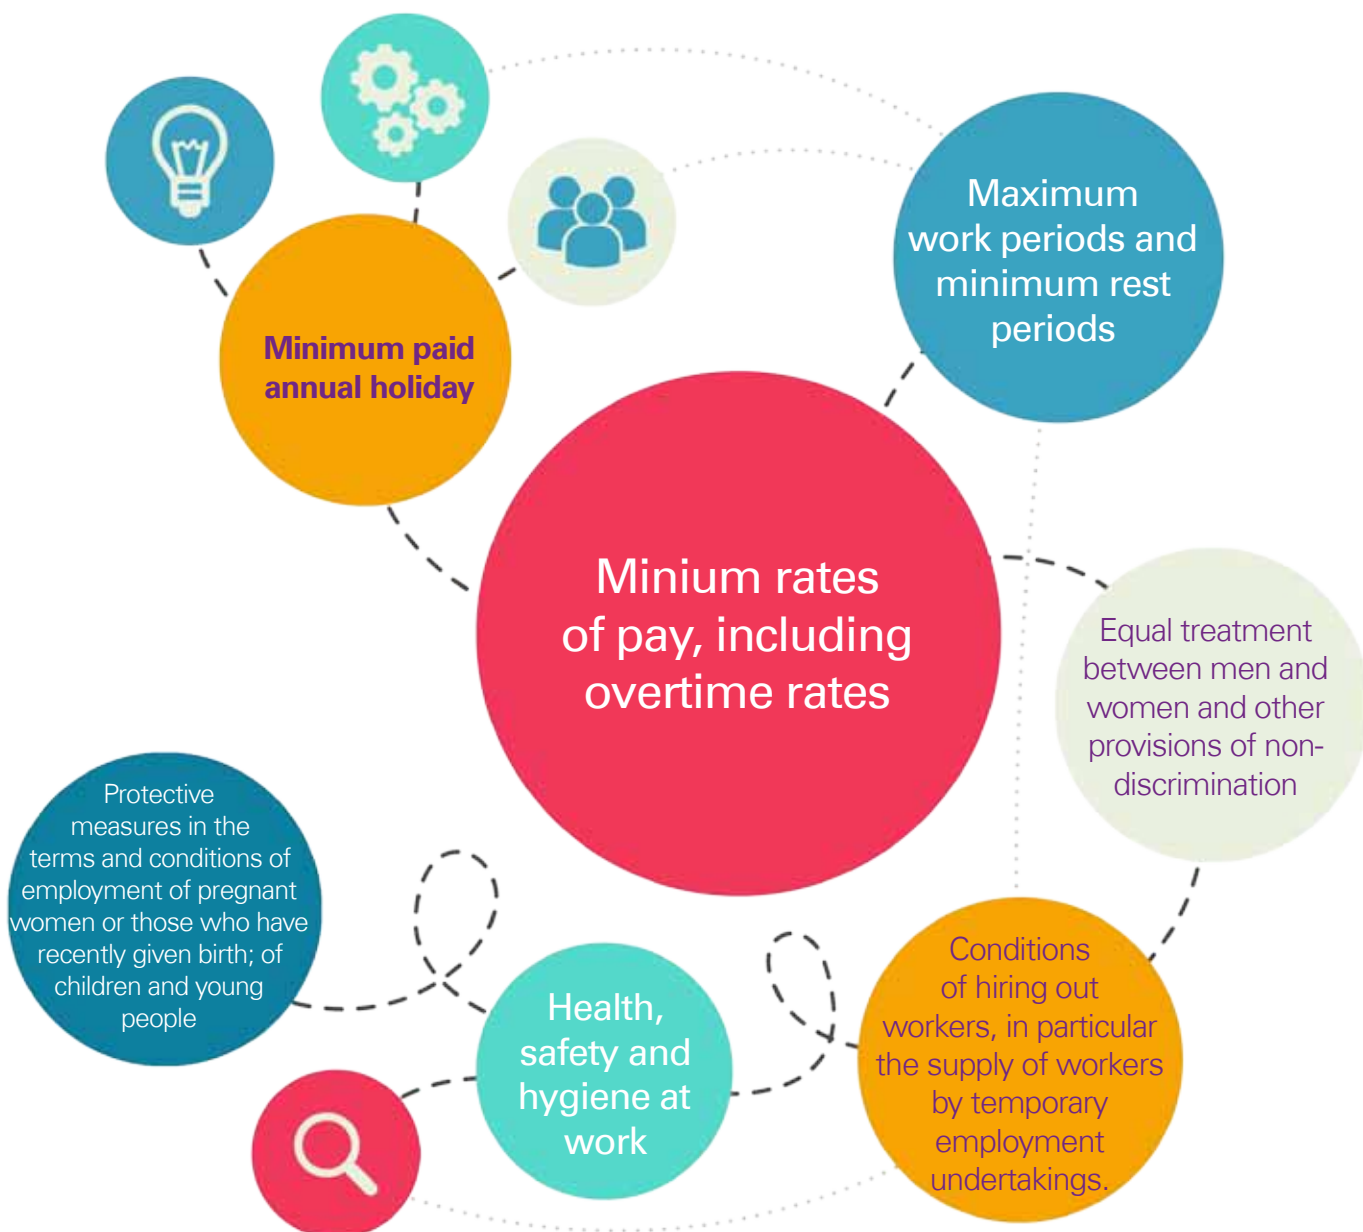 Maximum
work periods and
minimum rest
periods
Minimum paid
annual holiday
Minium rates
of pay, including
overtime rates
Equal treatment
between men and
women and other
provisions of non-
discrimination
Protective
measures in the
terms and conditions of
employment of pregnant
women or those who have
recently given birth; of
children and young
people
Health,
safety and
hygiene at
work
Conditions
of hiring out
workers, in particular
the supply of workers
by temporary
employment
undertakings.